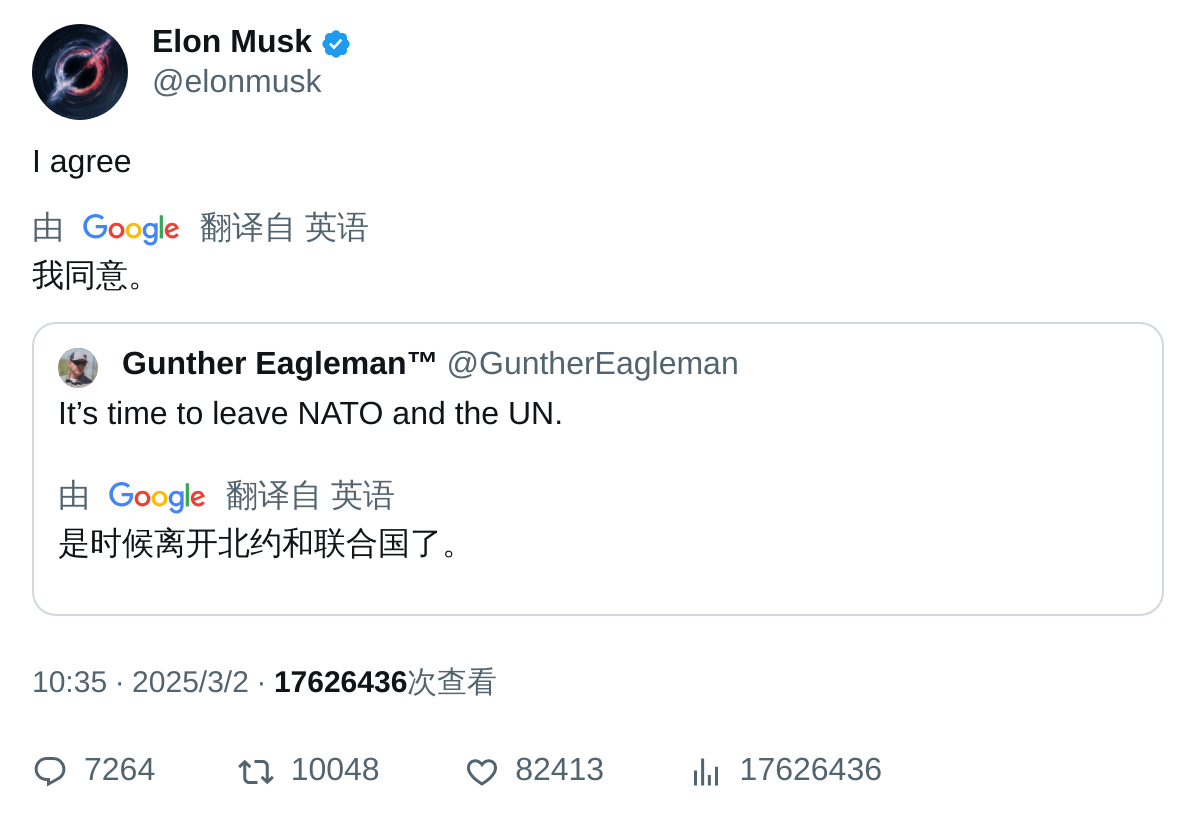 Elon Musk
@elonmusk
I agree
由 Google 翻译自 英语
我同意。
Gunther Eagleman™ @GuntherEagleman
It’s time to leave NATO and the UN.
由 Google 翻译自 英语
是时候离开北约和联合国了。
10:35 · 2025/3/2 · 17626436次查看
7264 10048 82413 17626436